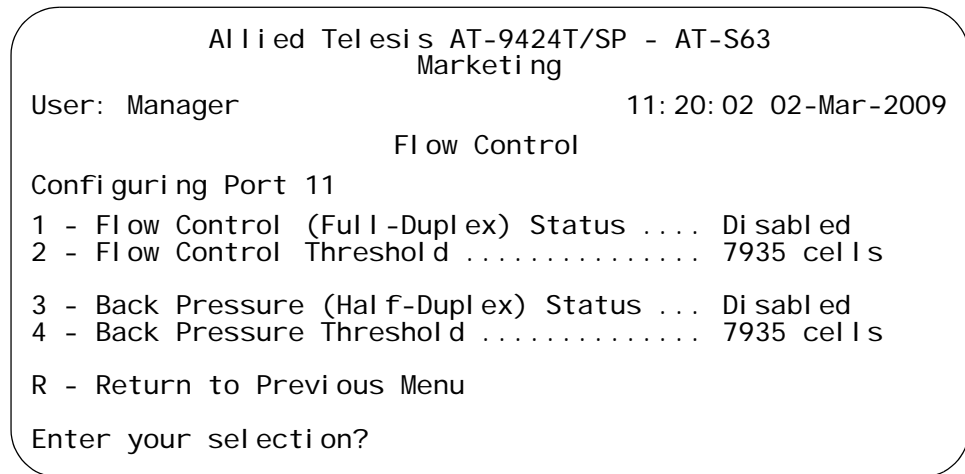 Allied Telesis AT-9424T/SP - AT-S63
Marketing
User: Manager 11:20:02 02-Mar-2009
Flow Control
Configuring Port 11
1 - Flow Control (Full-Duplex) Status .... Disabled
2 - Flow Control Threshold ................ 7935 cells
3 - Back Pressure (Half-Duplex) Status ... Disabled
4 - Back Pressure Threshold .............. 7935 cells
R - Return to Previous Menu
Enter your selection?